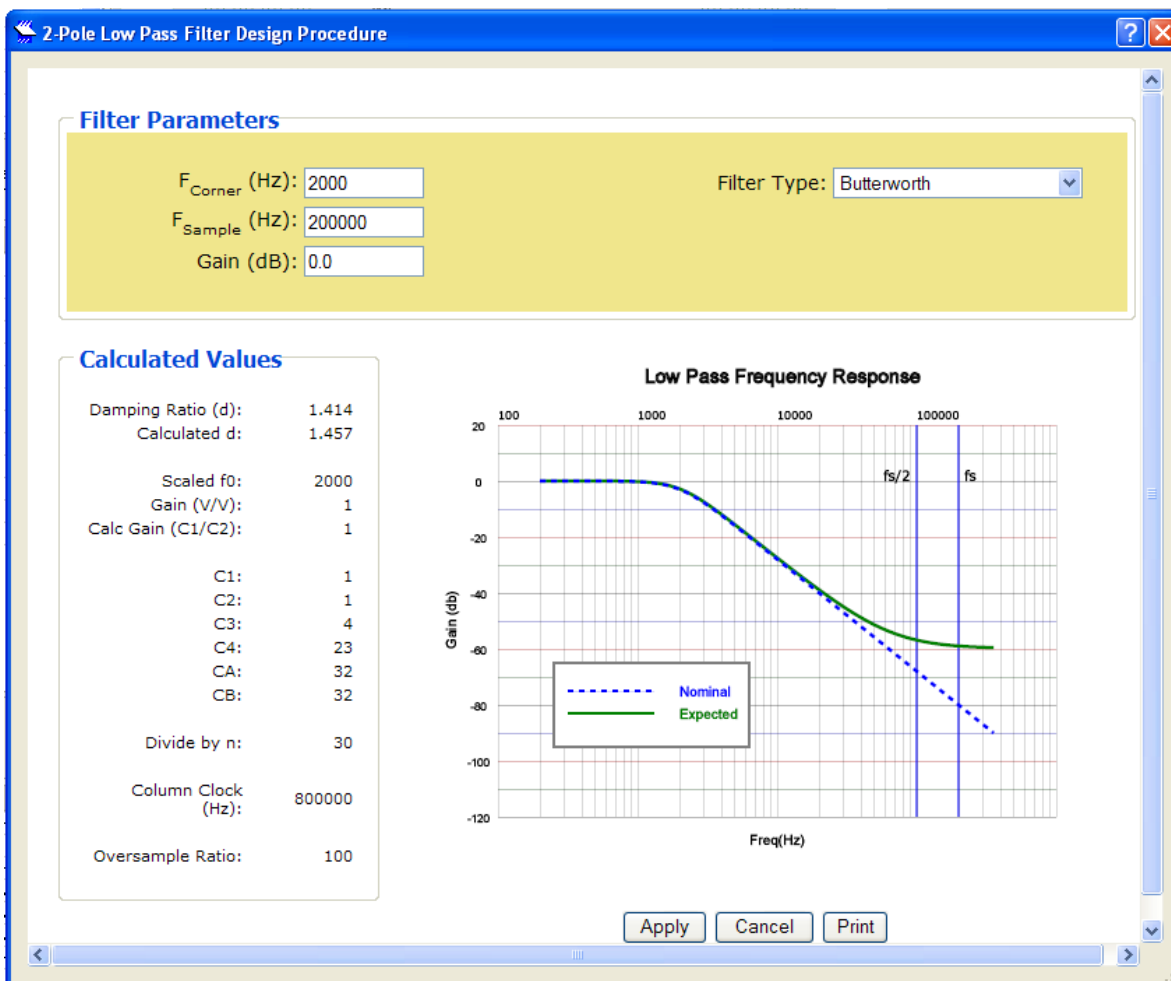 2-Pole Low Pass Filter Design Procedure
Filter Parameters
F_Corner (Hz): 2000
Filter Type: Butterworth
F_Sample (Hz): 200000
Gain (dB): 0.0
Calculated Values
Damping Ratio (d): 1.414
Calculated d: 1.457
Scaled f0: 2000
Gain (V/V): 1
Calc Gain (C1/C2): 1
C1: 1
C2: 1
C3: 4
C4: 23
CA: 32
CB: 32
Divide by n: 30
Column Clock
(Hz): 800000
Oversample Ratio: 100
Low Pass Frequency Response
100 1000 10000 100000
20
0
-20
-40
-60
-80
-100
-120
Gain (db)
fs/2 fs
Nominal
Expected
Freq(Hz)
Apply Cancel Print